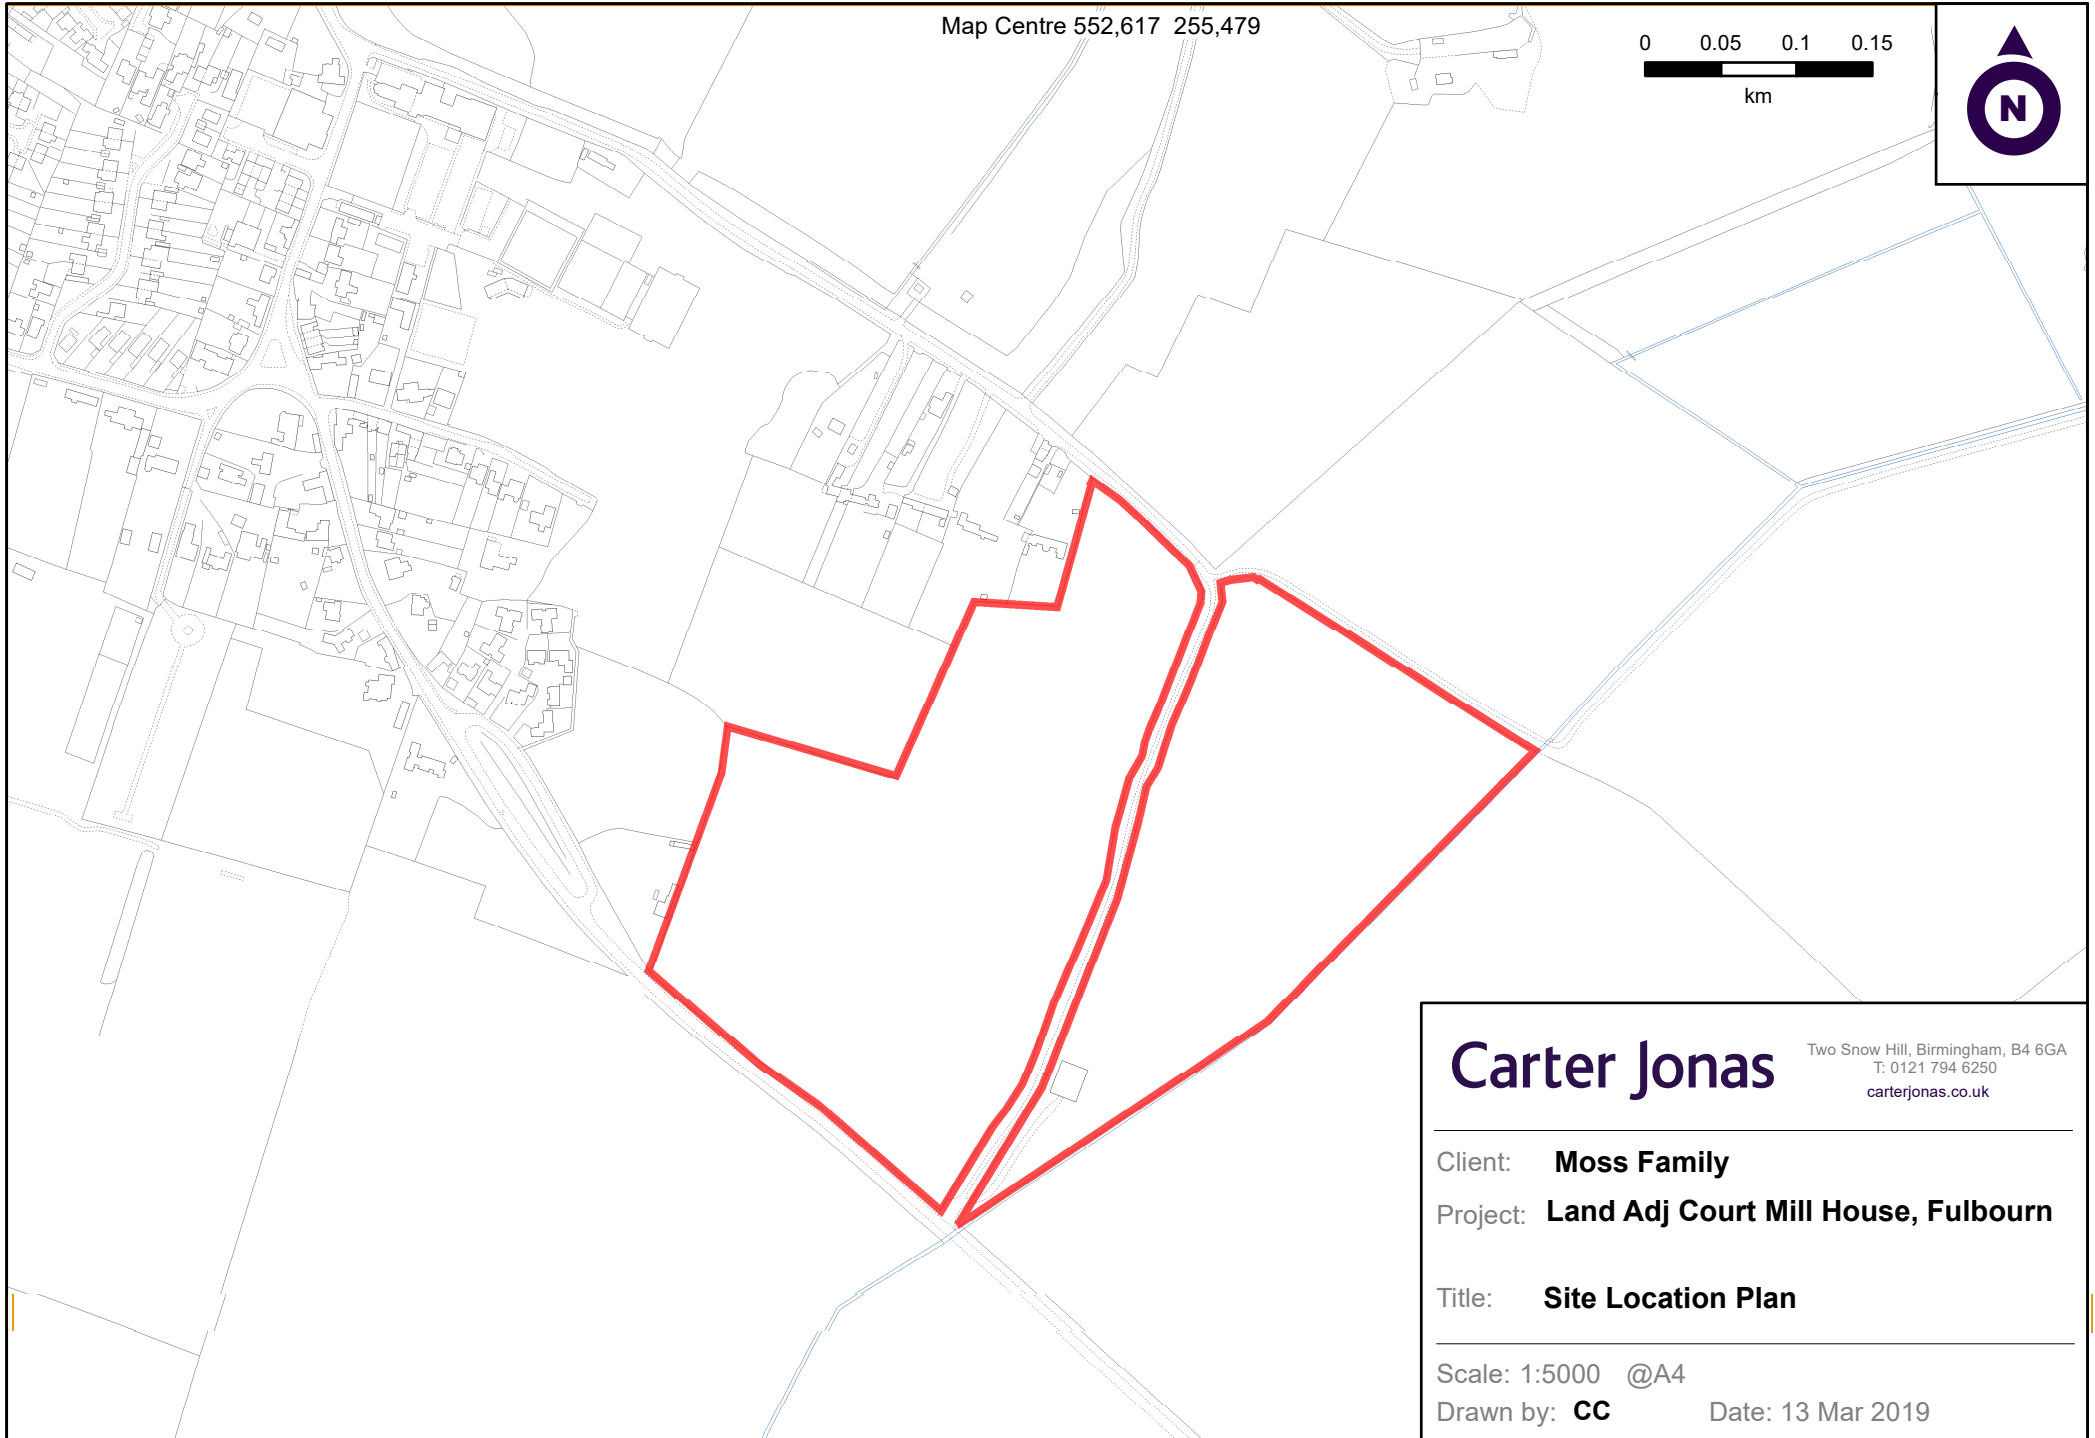 Map Centre 552,617 255,479
0 0.05 0.1 0.15
km
N
Carter Jonas
Two Snow Hill, Birmingham, B4 6GA
T: 0121 794 6250
carterjonas.co.uk
Client: Moss Family
Project: Land Adj Court Mill House, Fulbourn
Title: Site Location Plan
Scale: 1:5000 @A4
Drawn by: CC Date: 13 Mar 2019